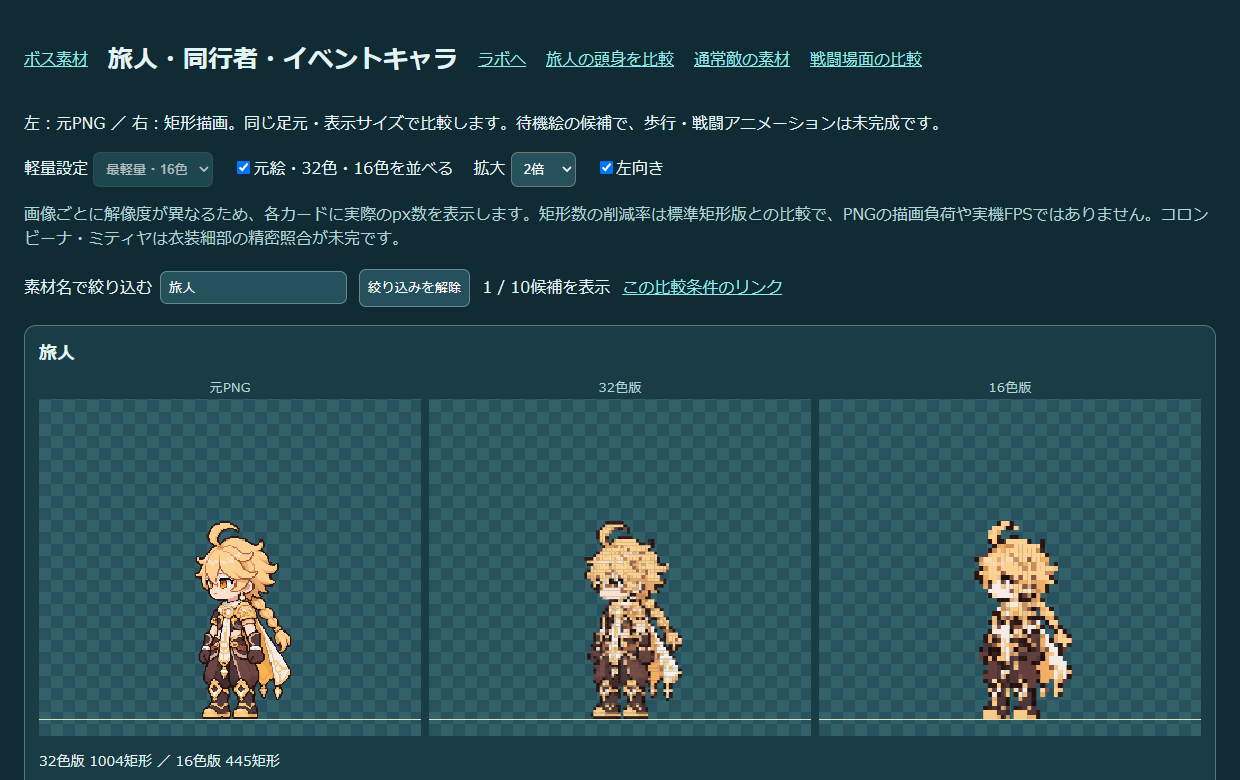 ボス素材 旅人・同行者・イベントキャラ ラボへ 旅人の頭身を比較 通常敵の素材 戦闘場面の比較
左：元PNG ／ 右：矩形描画。同じ足元・表示サイズで比較します。待機絵の候補で、歩行・戦闘アニメーションは未完成です。
軽量設定 最軽量・16色 元絵・32色・16色を並べる 拡大 2倍 左向き
画像ごとに解像度が異なるため、各カードに実際のpx数を表示します。矩形数の削減率は標準矩形版との比較で、PNGの描画負荷や実機FPSではありません。コロン
ビーナ・ミティヤは衣装細部の精密照合が未完です。
素材名で絞り込む 旅人 絞り込みを解除 1 / 10候補を表示 この比較条件のリンク
旅人
元PNG 32色版 16色版
32色版 1004矩形 ／ 16色版 445矩形